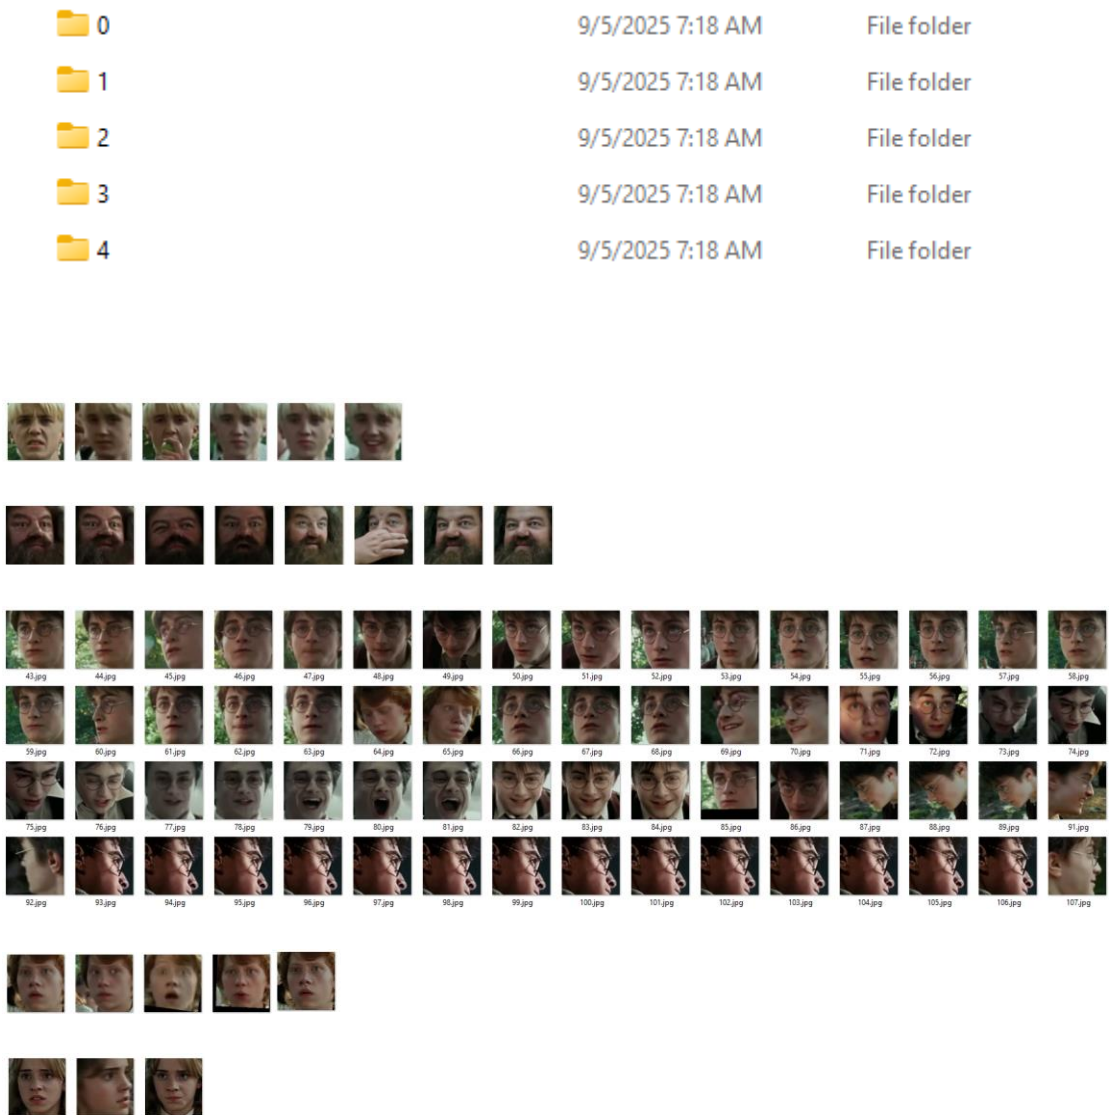 0 9/5/2025 7:18 AM File folder
1 9/5/2025 7:18 AM File folder
2 9/5/2025 7:18 AM File folder
3 9/5/2025 7:18 AM File folder
4 9/5/2025 7:18 AM File folder
43.jpg 44.jpg 45.jpg 46.jpg 47.jpg 48.jpg 49.jpg 50.jpg 51.jpg 52.jpg 53.jpg 54.jpg 55.jpg 56.jpg 57.jpg 58.jpg
59.jpg 60.jpg 61.jpg 62.jpg 63.jpg 64.jpg 65.jpg 66.jpg 67.jpg 68.jpg 69.jpg 70.jpg 71.jpg 72.jpg 73.jpg 74.jpg
75.jpg 76.jpg 77.jpg 78.jpg 79.jpg 80.jpg 81.jpg 82.jpg 83.jpg 84.jpg 85.jpg 86.jpg 87.jpg 88.jpg 89.jpg 91.jpg
92.jpg 93.jpg 94.jpg 95.jpg 96.jpg 97.jpg 98.jpg 99.jpg 100.jpg 101.jpg 102.jpg 103.jpg 104.jpg 105.jpg 106.jpg 107.jpg